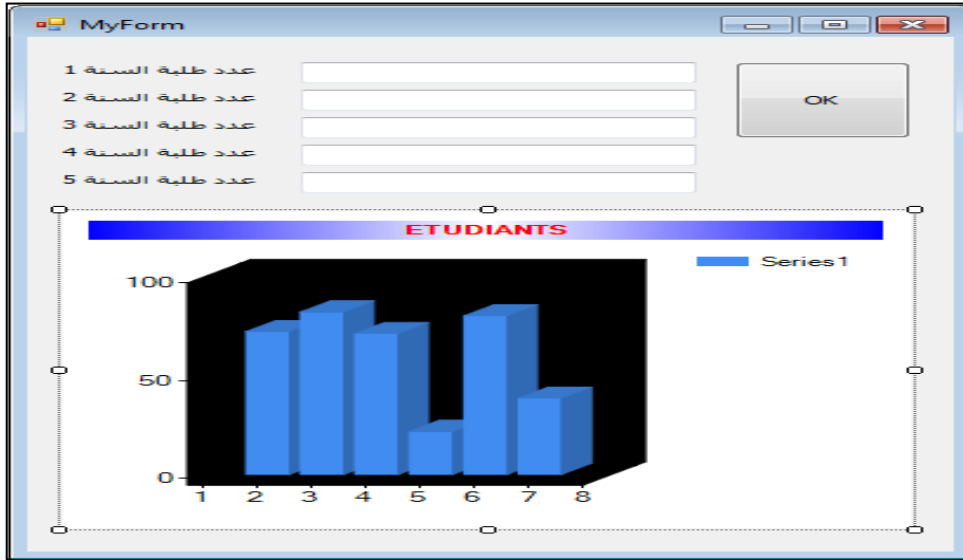 MyForm
عدد طلبة السنة 1
عدد طلبة السنة 2
عدد طلبة السنة 3
عدد طلبة السنة 4
عدد طلبة السنة 5
OK
ETUDIANTS
Series1
100
50
0
1 2 3 4 5 6 7 8